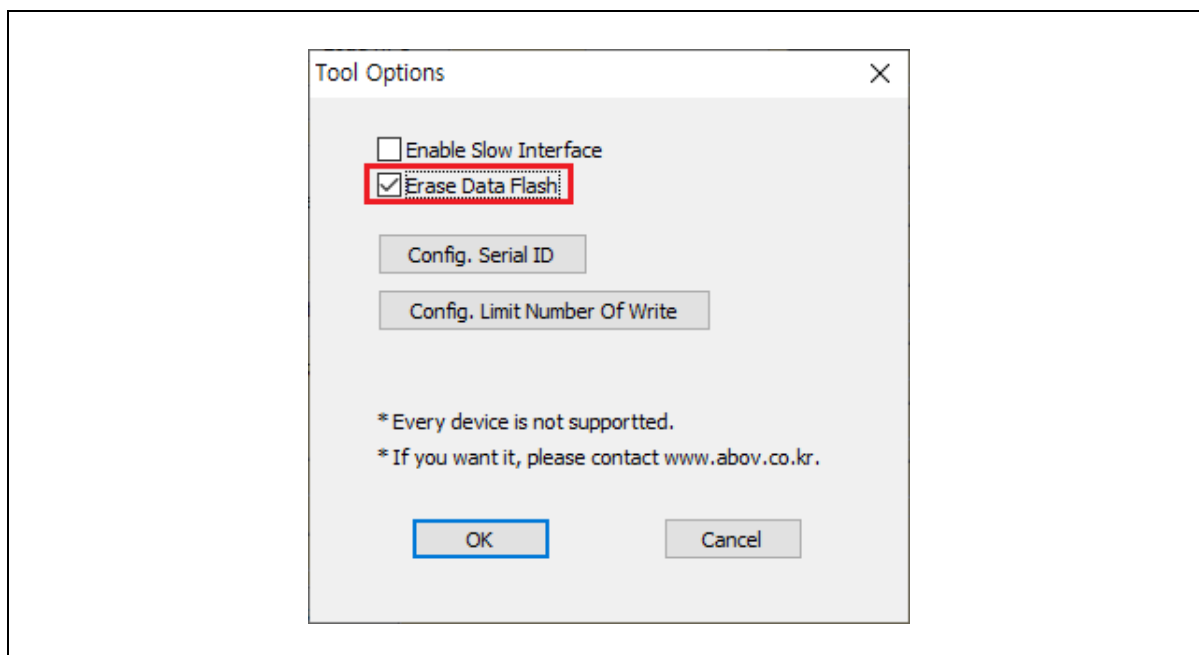 Tool Options
Enable Slow Interface
Erase Data Flash
Config. Serial ID
Config. Limit Number Of Write
* Every device is not supportted.
* If you want it, please contact www.abov.co.kr.
OK Cancel